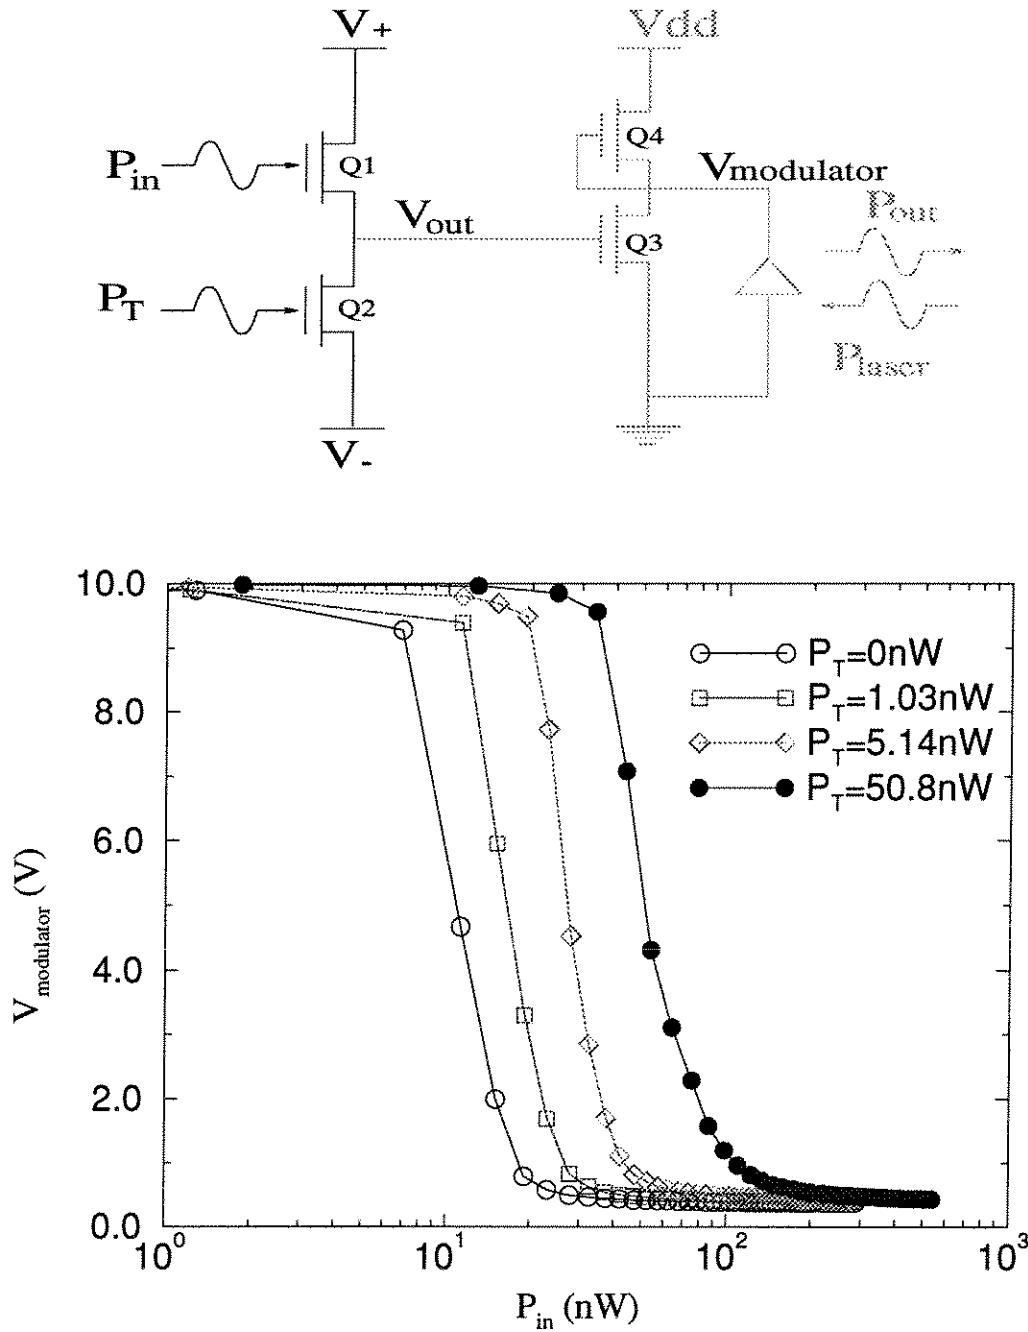 V+
Vdd
Pin
Q1
Q4
Vmodulator
Pout
Vout
Q3
PT
Q2
Plaser
V-
10.0
8.0
6.0
4.0
2.0
0.0
Vmodulator (V)
PT=0nW
PT=1.03nW
PT=5.14nW
PT=50.8nW
10^0
10^1
10^2
10^3
Pin (nW)